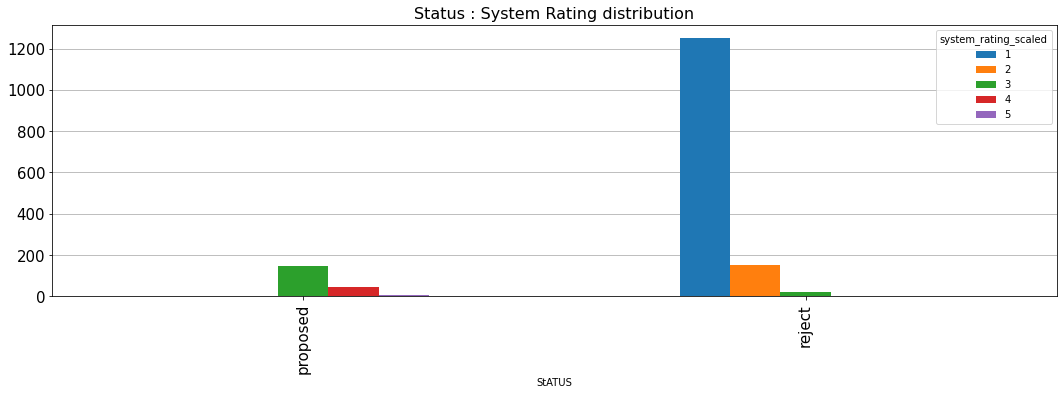 Status : System Rating distribution
system_rating_scaled
1
2
3
4
5
1200
1000
800
600
400
200
0
proposed
reject
StATUS